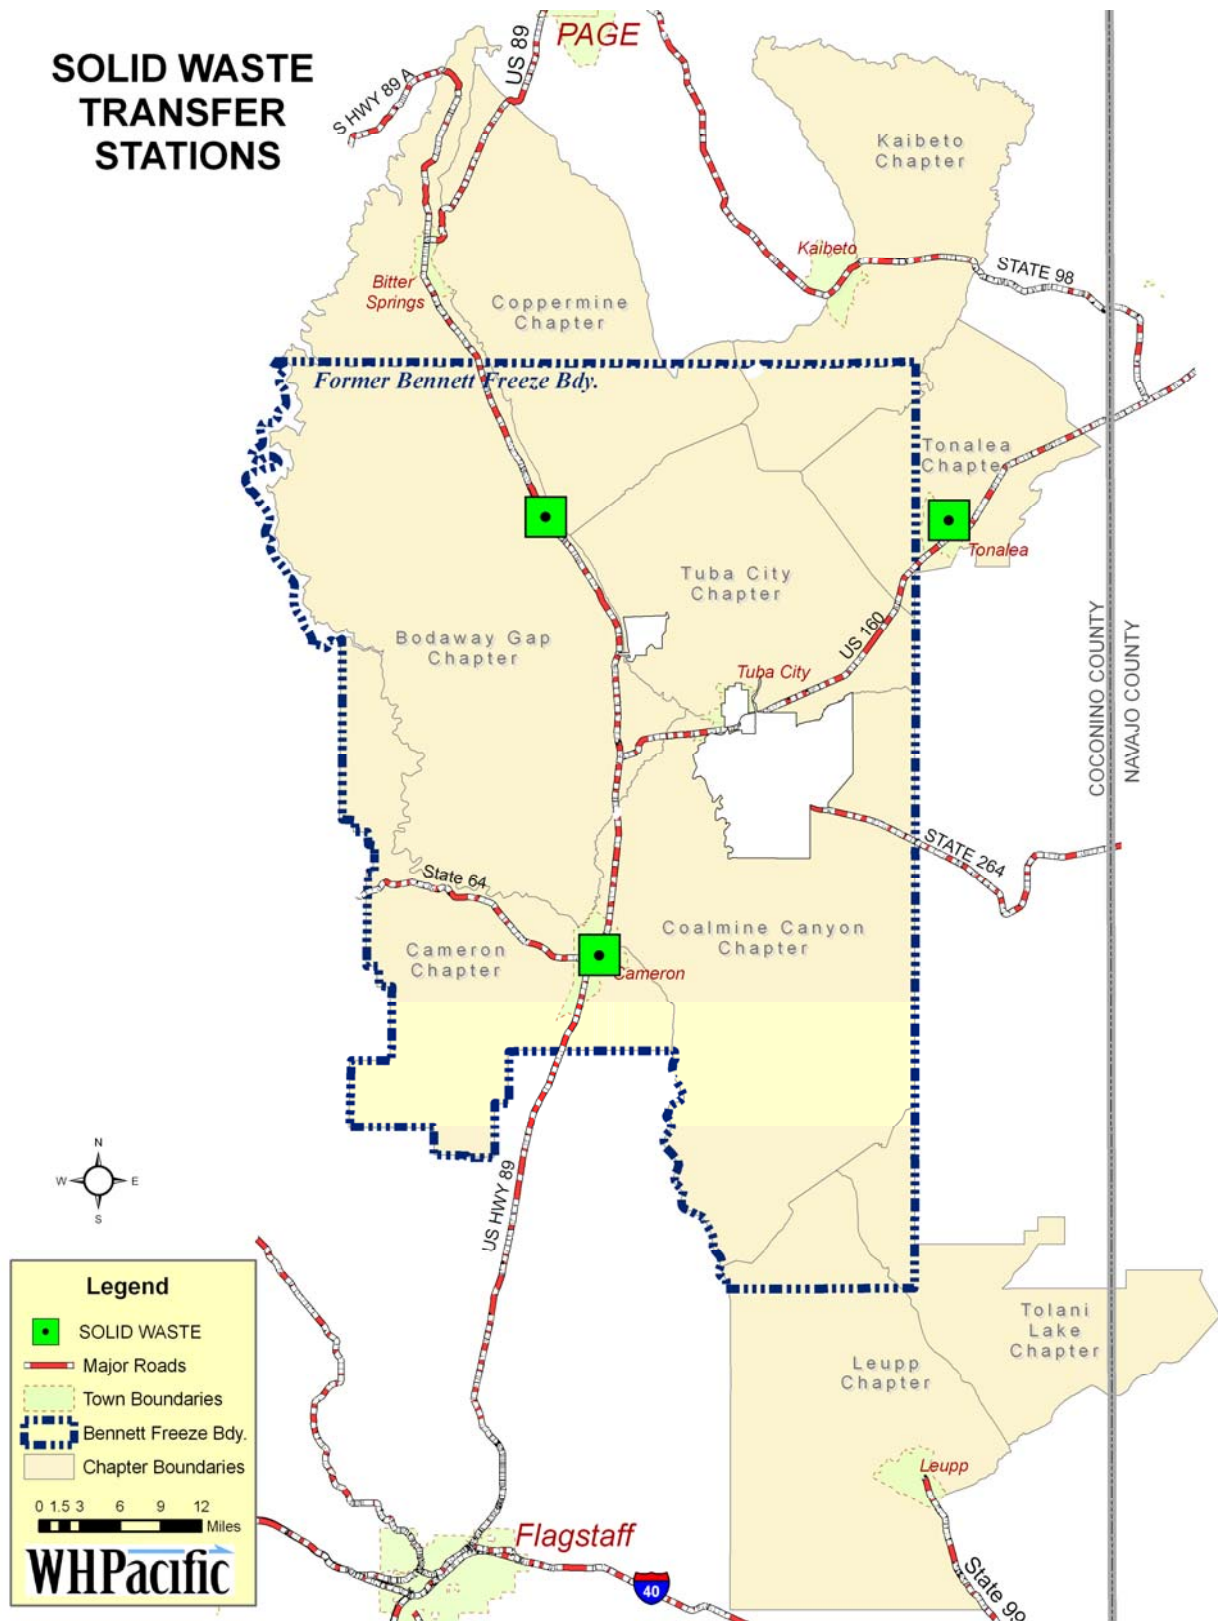 SOLID WASTE
TRANSFER
STATIONS
PAGE
US 89
S HWY 89 A
Kaibeto
Chapter
Kaibeto
STATE 98
Bitter
Springs
Coppermine
Chapter
Former Bennett Freeze Bdy.
Tonalea
Chapte
Tonalea
Tuba City
Chapter
US 160
Bodaway Gap
Chapter
Tuba City
COCONINO COUNTY
NAVAJO COUNTY
STATE 264
State 64
Cameron
Chapter
Coalmine Canyon
Chapter
Cameron
US HWY 89
N
W
E
S
Tolani
Lake
Chapter
Leupp
Chapter
Leupp
State 99
Flagstaff
40
Legend
SOLID WASTE
Major Roads
Town Boundaries
Bennett Freeze Bdy.
Chapter Boundaries
0 1.5 3 6 9 12
Miles
WHPacific